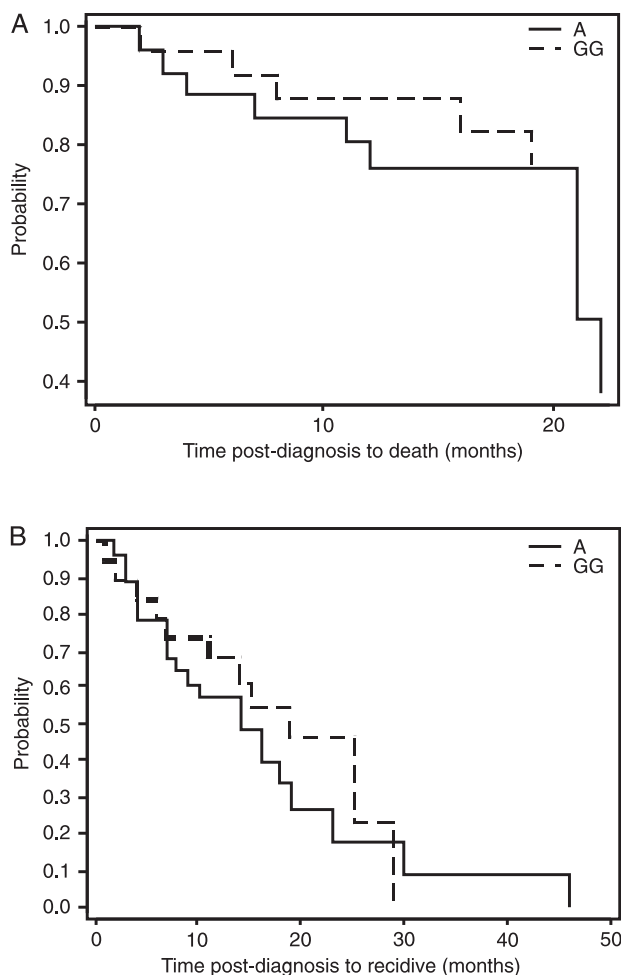 A
A
GG
1.0
0.9
0.8
0.7
0.6
0.5
0.4
Probability
0 10 20
Time post-diagnosis to death (months)
B
A
GG
1.0
0.9
0.8
0.7
0.6
0.5
0.4
0.3
0.2
0.1
0.0
Probability
0 10 20 30 40 50
Time post-diagnosis to recidive (months)